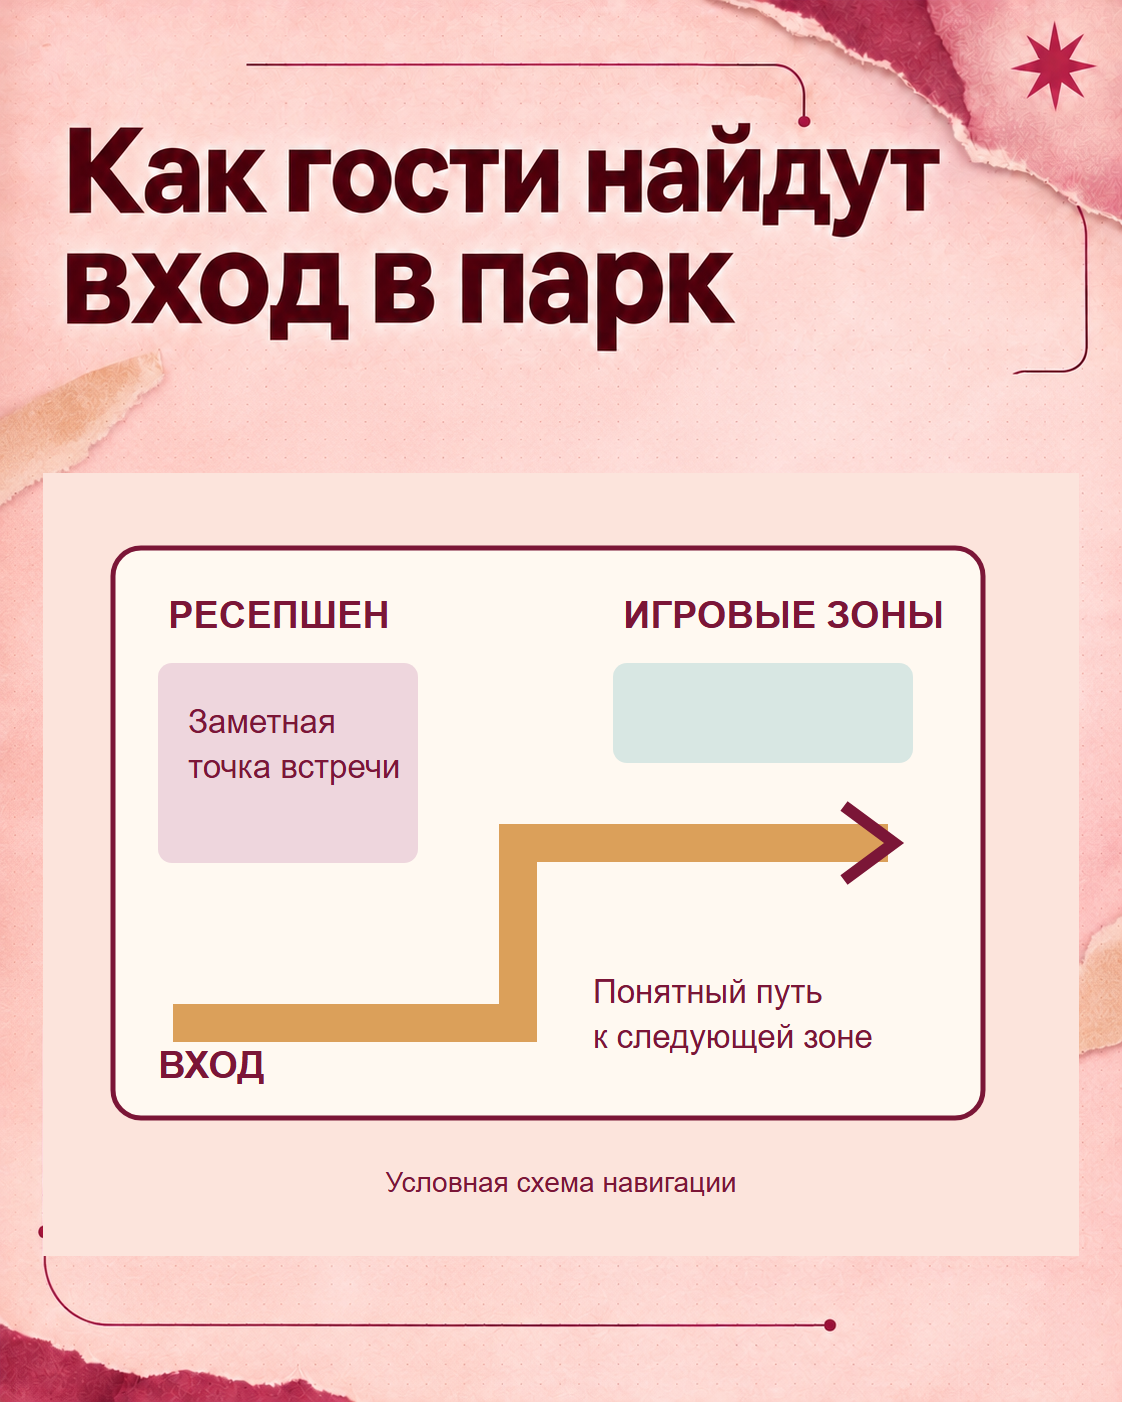 Как гости найдут
вход в парк
РЕСЕПШЕН
ИГРОВЫЕ ЗОНЫ
Заметная
точка встречи
Понятный путь
к следующей зоне
ВХОД
Условная схема навигации